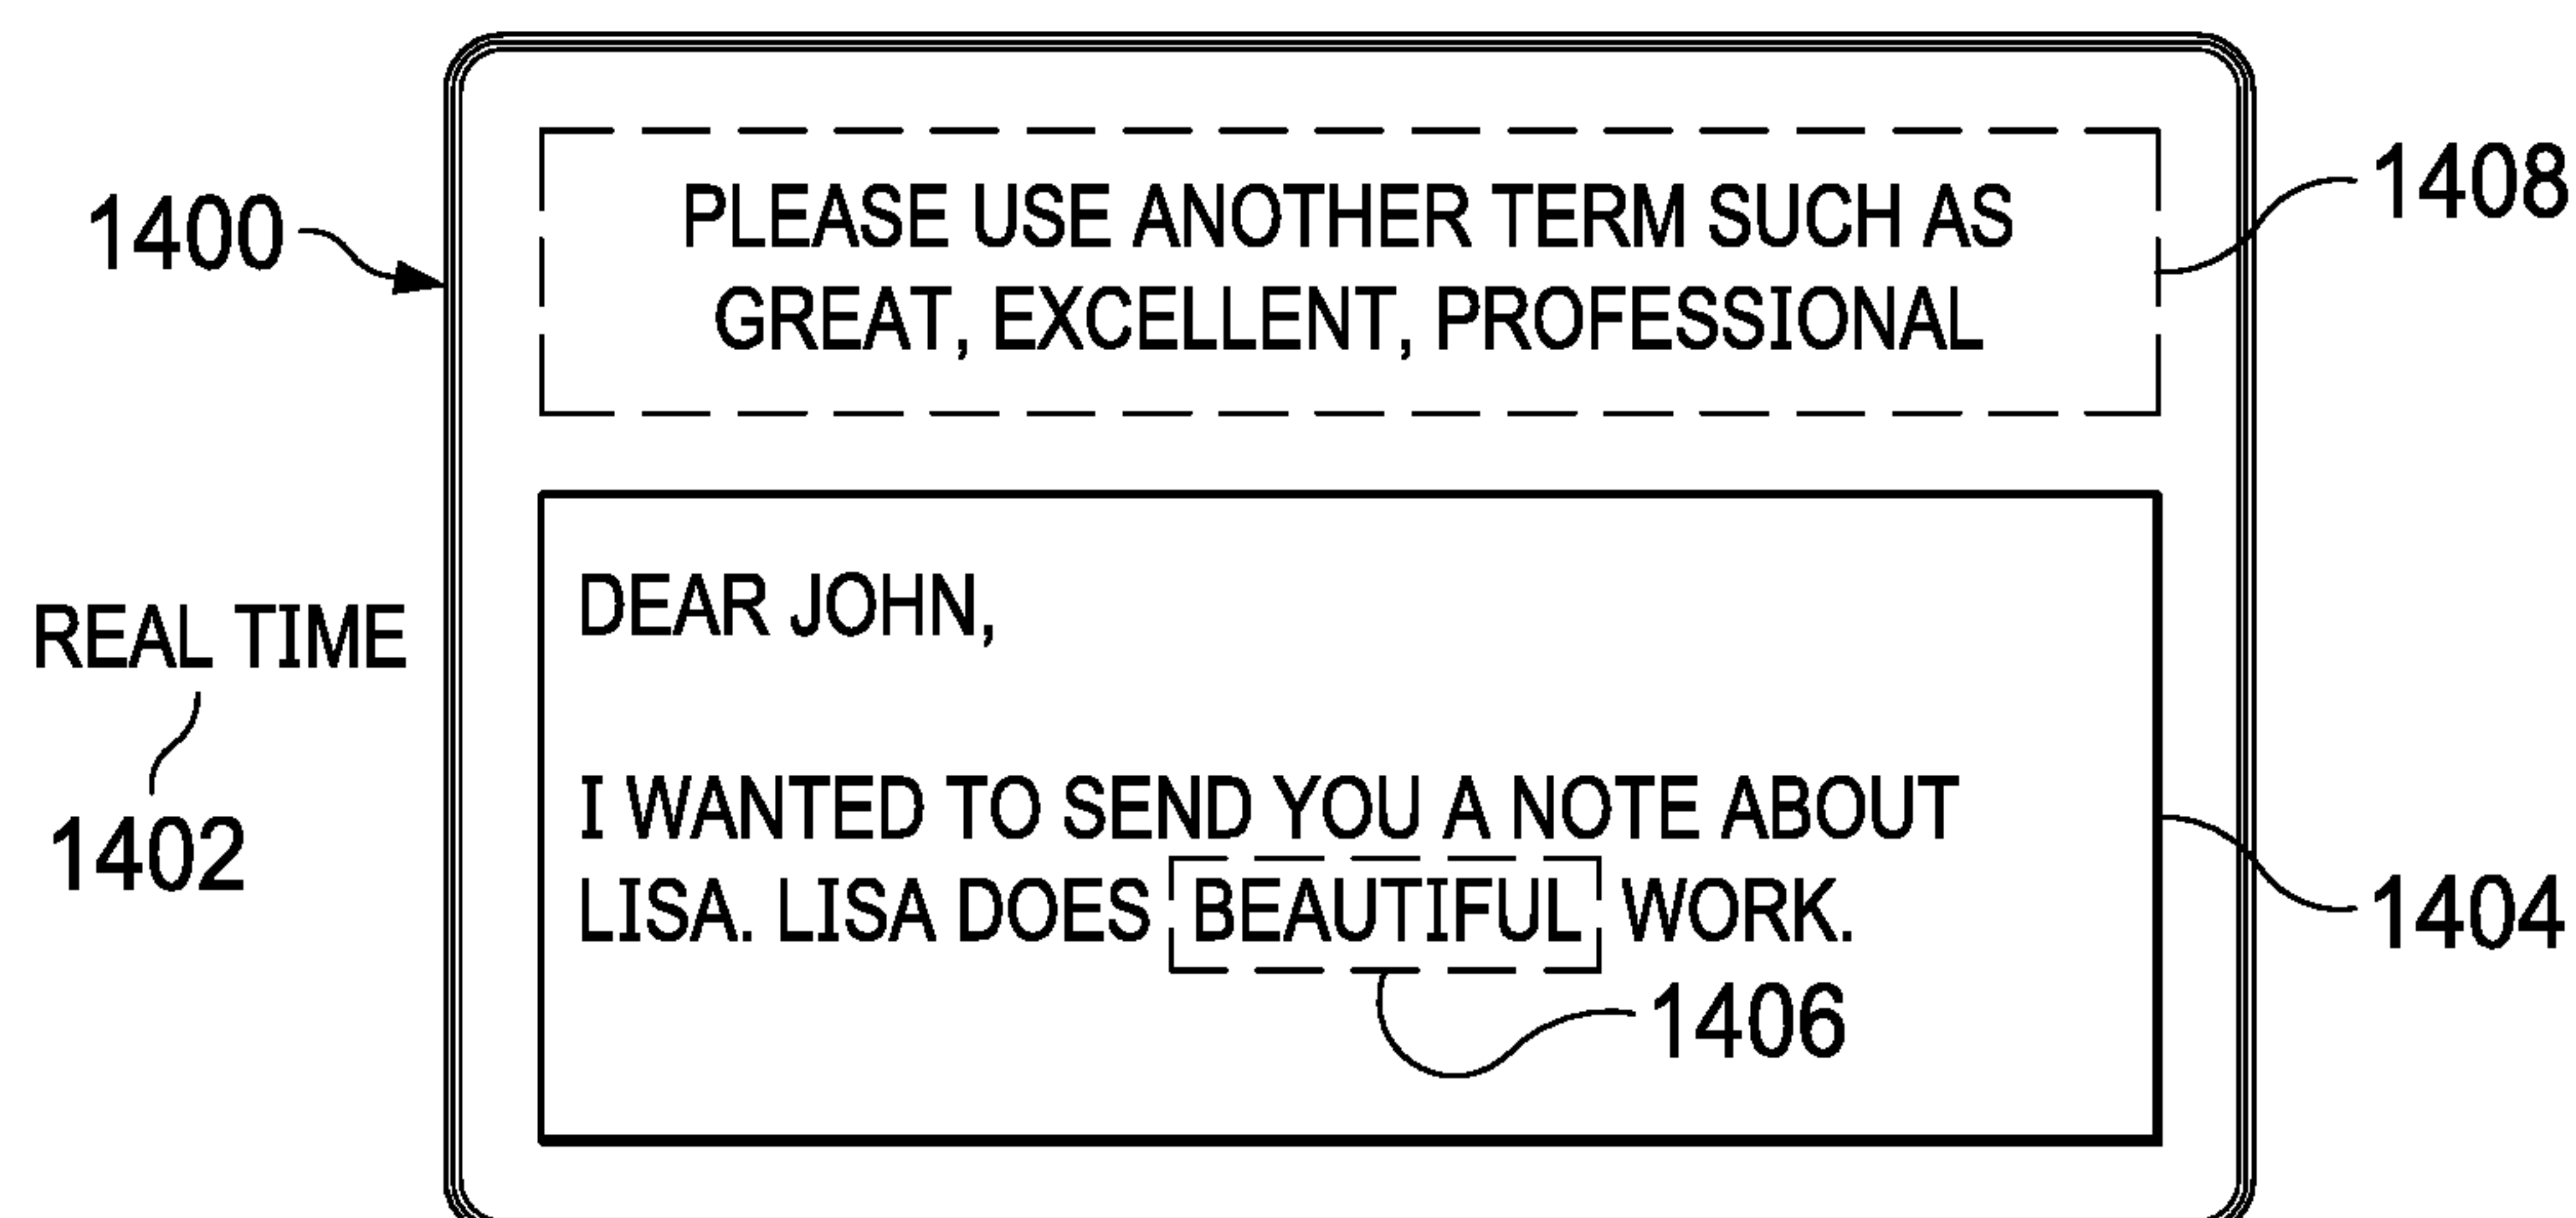 1400
1408
PLEASE USE ANOTHER TERM SUCH AS
GREAT, EXCELLENT, PROFESSIONAL
REAL TIME
1402
DEAR JOHN,
I WANTED TO SEND YOU A NOTE ABOUT
LISA. LISA DOES BEAUTIFUL WORK.
1404
1406